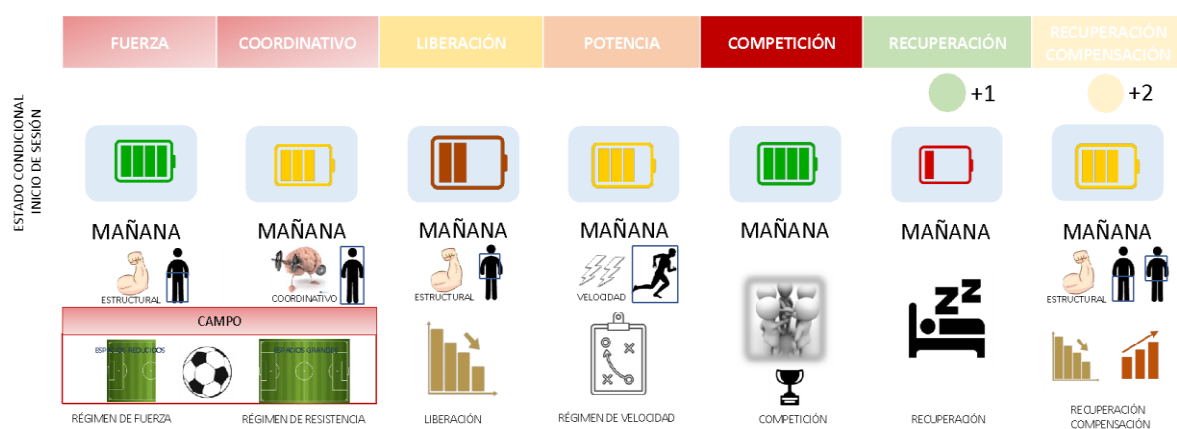 FUERZA
COORDINATIVO
LIBERACIÓN
POTENCIA
COMPETICIÓN
RECUPERACIÓN
RECUPERACIÓN
COMPENSACIÓN
+1
+2
ESTADO CONDICIONAL
INICIO DE SESIÓN
MAÑANA
MAÑANA
MAÑANA
MAÑANA
MAÑANA
MAÑANA
MAÑANA
ESTRUCTURAL
COORDINATIVO
ESTRUCTURAL
VELOCIDAD
ESTRUCTURAL
CAMPO
ESPACIOS REDUCIDOS
ESPACIOS GRANDES
RÉGIMEN DE FUERZA
RÉGIMEN DE RESISTENCIA
LIBERACIÓN
RÉGIMEN DE VELOCIDAD
COMPETICIÓN
RECUPERACIÓN
RECUPERACIÓN
COMPENSACIÓN